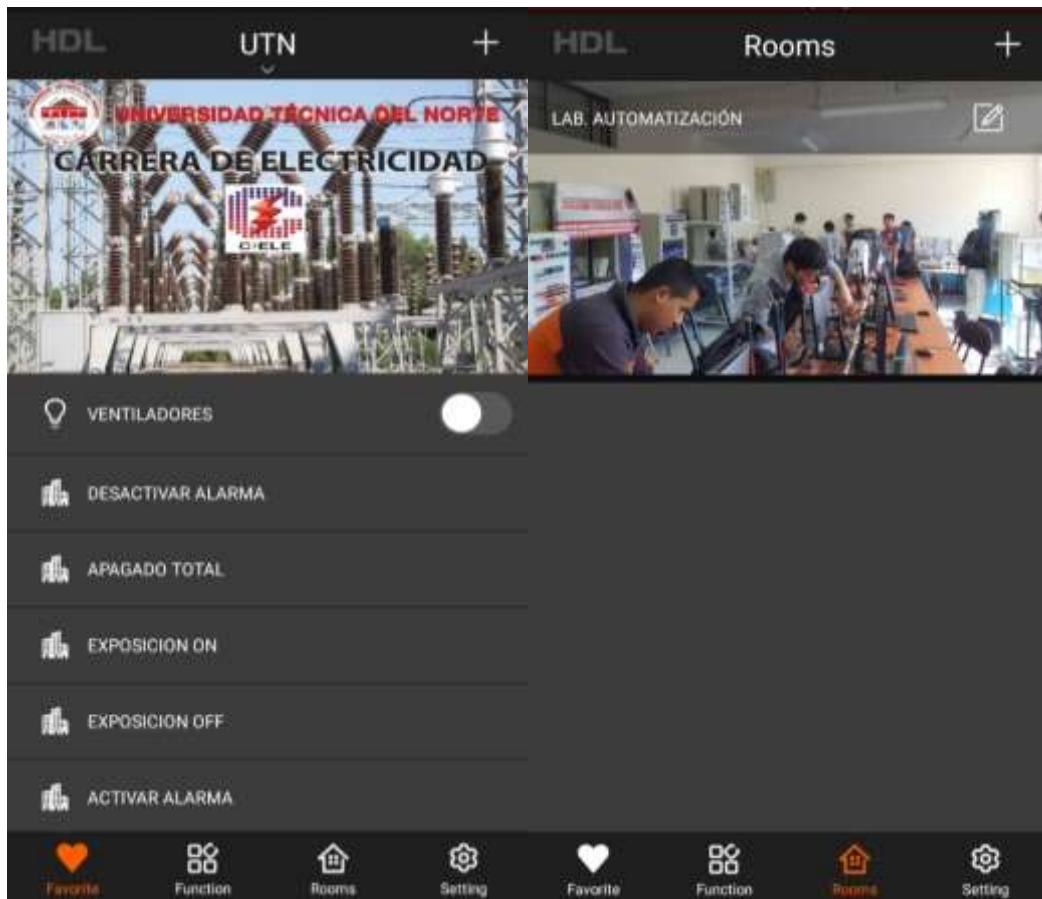 HDL
UTN
UNIVERSIDAD TÉCNICA DEL NORTE
CARRERA DE ELECTRICIDAD
VENTILADORES
DESACTIVAR ALARMA
APAGADO TOTAL
EXPOSICION ON
EXPOSICION OFF
ACTIVAR ALARMA
Favorite
Function
Rooms
Setting
HDL
Rooms
LAB. AUTOMATIZACIÓN
Favorite
Function
Rooms
Setting